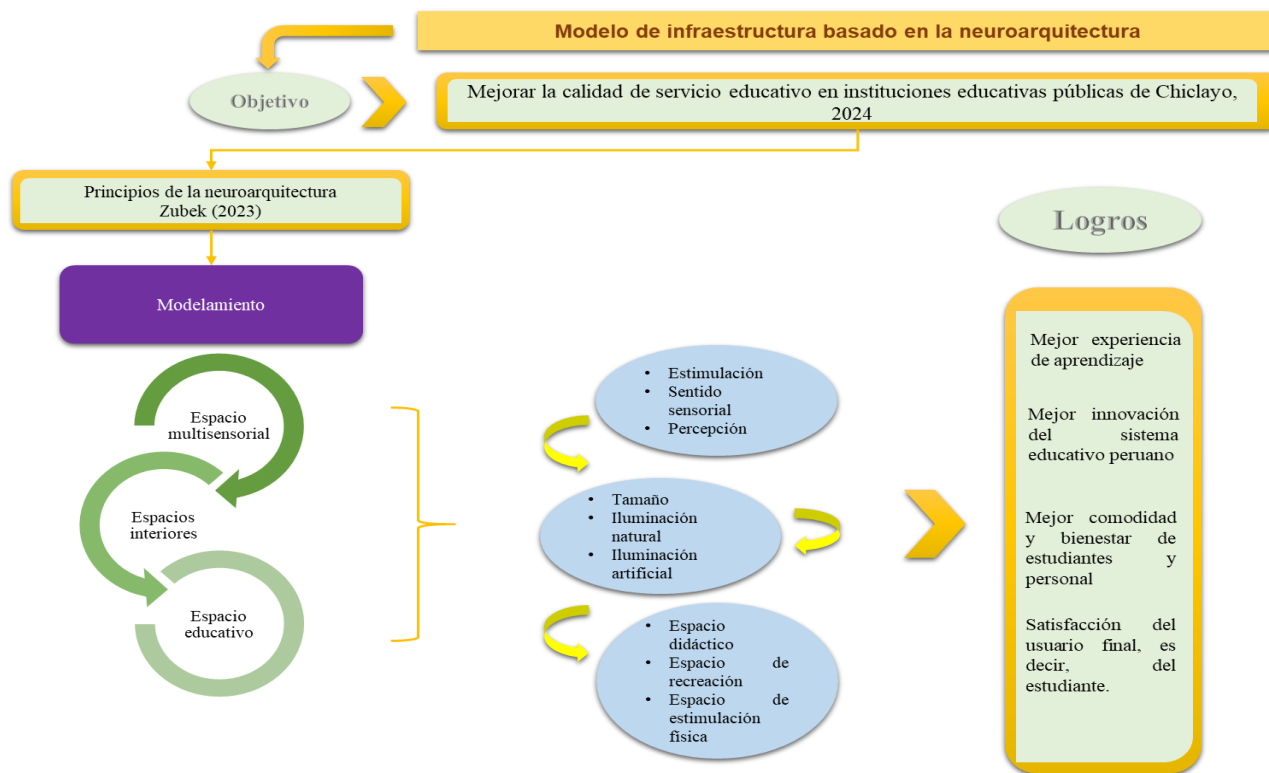 Modelo de infraestructura basado en la neuroarquitectura
Objetivo
Mejorar la calidad de servicio educativo en instituciones educativas públicas de Chiclayo,
2024
Principios de la neuroarquitectura
Zubek (2023)
Modelamiento
Espacio
multisensorial
Espacios
interiores
Espacio
educativo
• Estimulación
• Sentido
sensorial
• Percepción
• Tamaño
• Iluminación
natural
• Iluminación
artificial
• Espacio
didáctico
• Espacio de
recreación
• Espacio de
estimulación
física
Logros
Mejor experiencia
de aprendizaje
Mejor innovación
del sistema
educativo peruano
Mejor comodidad
y bienestar de
estudiantes y
personal
Satisfacción del
usuario final, es
decir, del
estudiante.